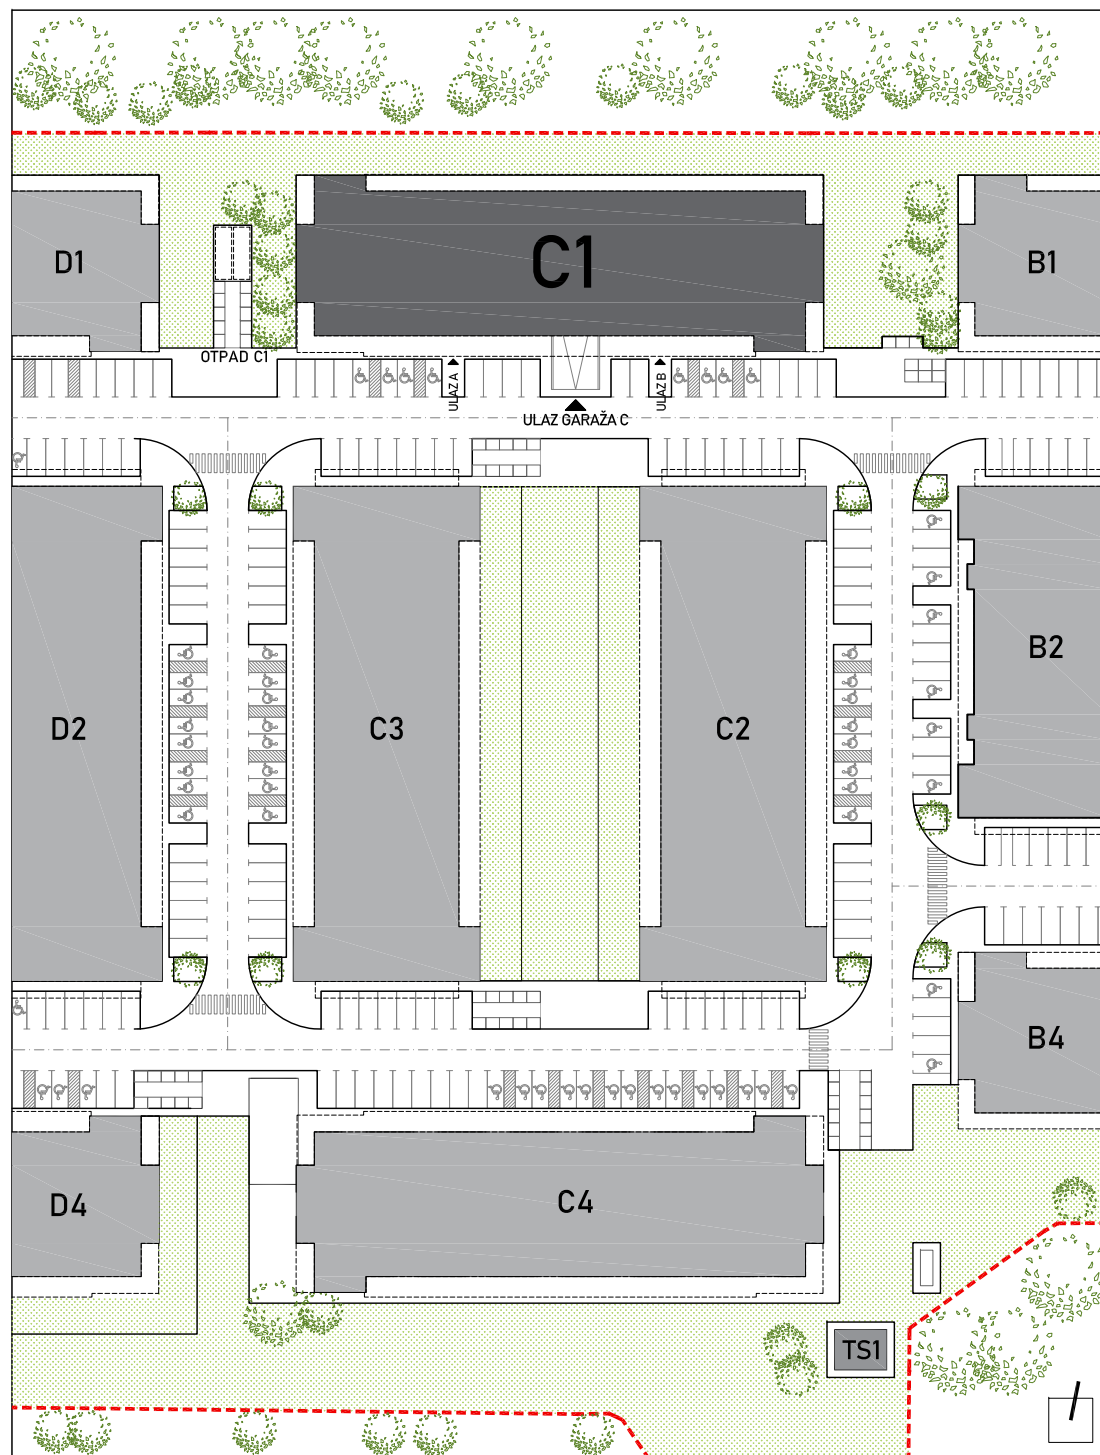 D1
C1
B1
OTPAD C1
ULAZ A
ULAZ B
ULAZ GARAŽA C
D2
C3
C2
B2
B4
D4
C4
TS1